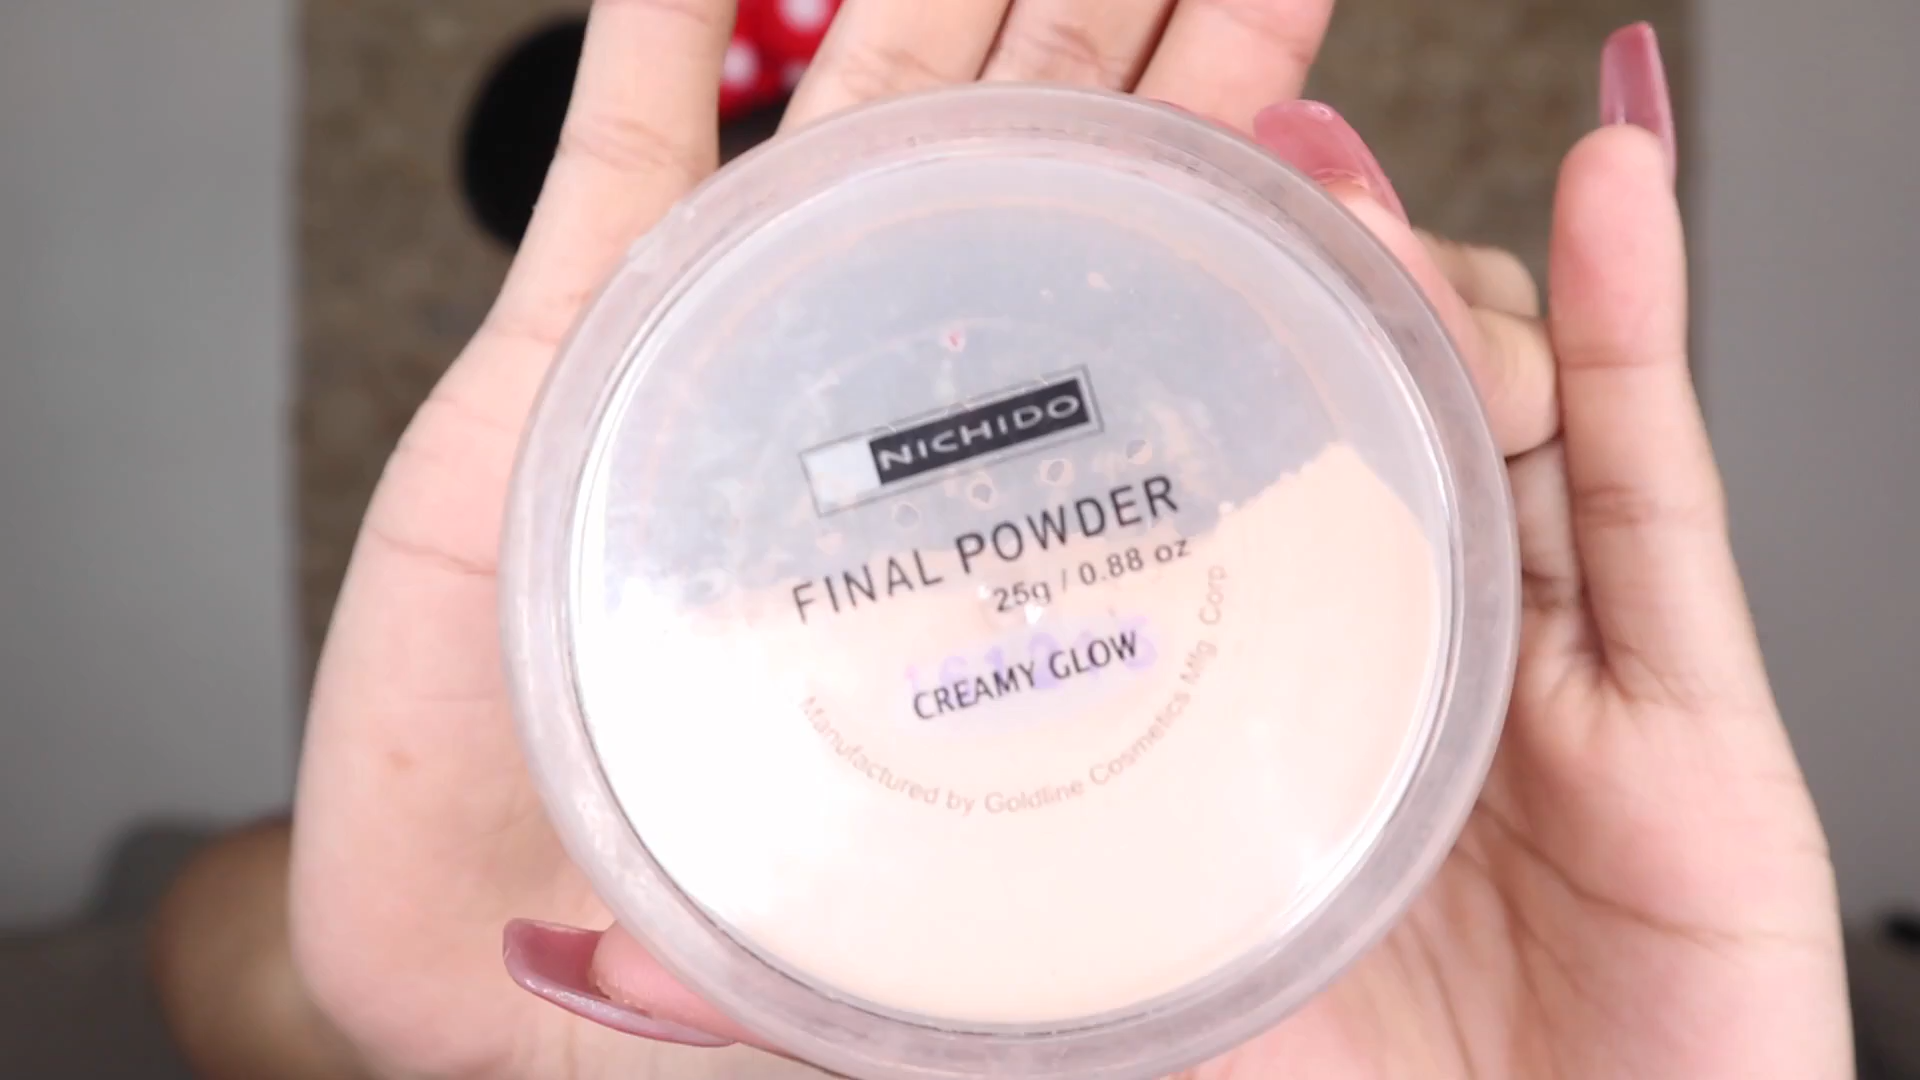 NICHIDO
FINAL POWDER
25g / 0.88 oz
CREAMY GLOW
Manufactured by Goldline Cosmetics Mfg Corp